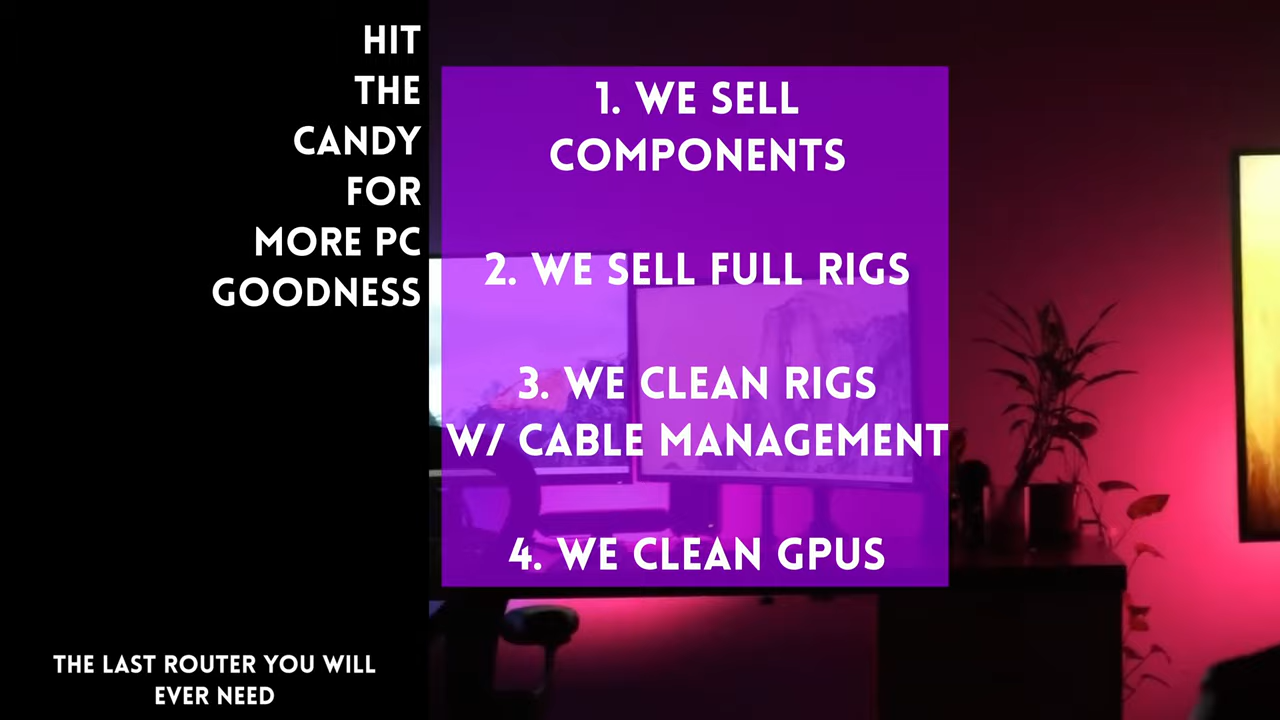 HIT
THE
CANDY
FOR
MORE PC
GOODNESS
THE LAST ROUTER YOU WILL
EVER NEED
1. WE SELL
COMPONENTS
2. WE SELL FULL RIGS
3. WE CLEAN RIGS
W/ CABLE MANAGEMENT
4. WE CLEAN GPUS